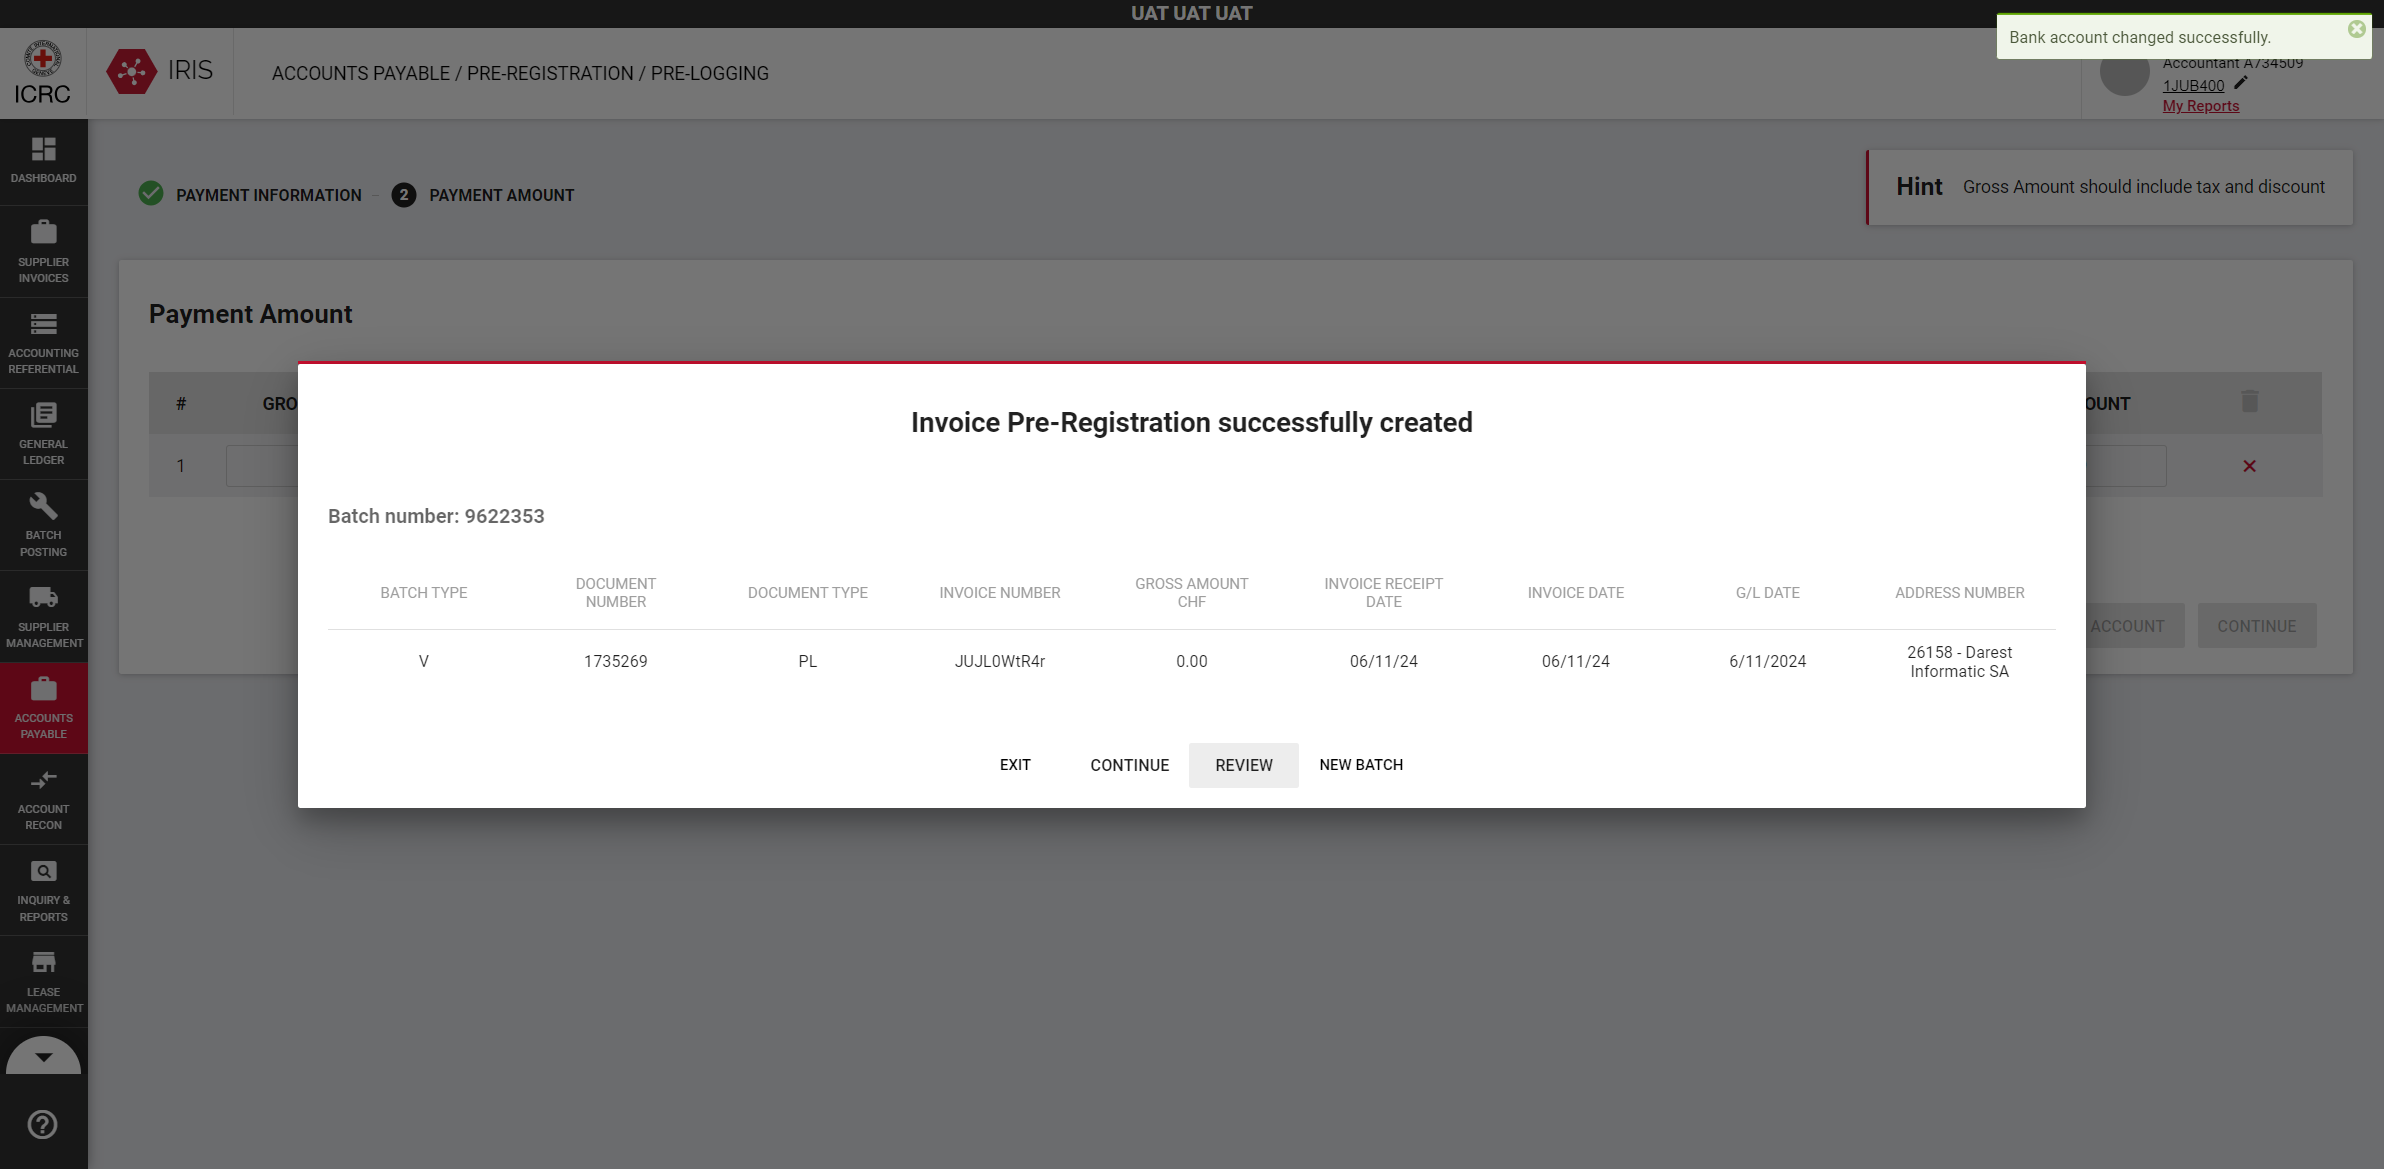 UAT UAT UAT
Bank account changed successfully.
ICRC
IRIS
ACCOUNTS PAYABLE / PRE-REGISTRATION / PRE-LOGGING
Accountant A734509
1JUB400
My Reports
DASHBOARD
SUPPLIER
INVOICES
ACCOUNTING
REFERENTIAL
GENERAL
LEDGER
BATCH
POSTING
SUPPLIER
MANAGEMENT
ACCOUNTS
PAYABLE
ACCOUNT
RECON
INQUIRY &
REPORTS
LEASE
MANAGEMENT
PAYMENT INFORMATION - 2 PAYMENT AMOUNT
Hint Gross Amount should include tax and discount
Payment Amount
# GRO OUNT
1
ACCOUNT CONTINUE
Invoice Pre-Registration successfully created
Batch number: 9622353
BATCH TYPE
DOCUMENT
NUMBER
DOCUMENT TYPE
INVOICE NUMBER
GROSS AMOUNT
CHF
INVOICE RECEIPT
DATE
INVOICE DATE
G/L DATE
ADDRESS NUMBER
V
1735269
PL
JUJL0WtR4r
0.00
06/11/24
06/11/24
6/11/2024
26158 - Darest
Informatic SA
EXIT CONTINUE REVIEW NEW BATCH